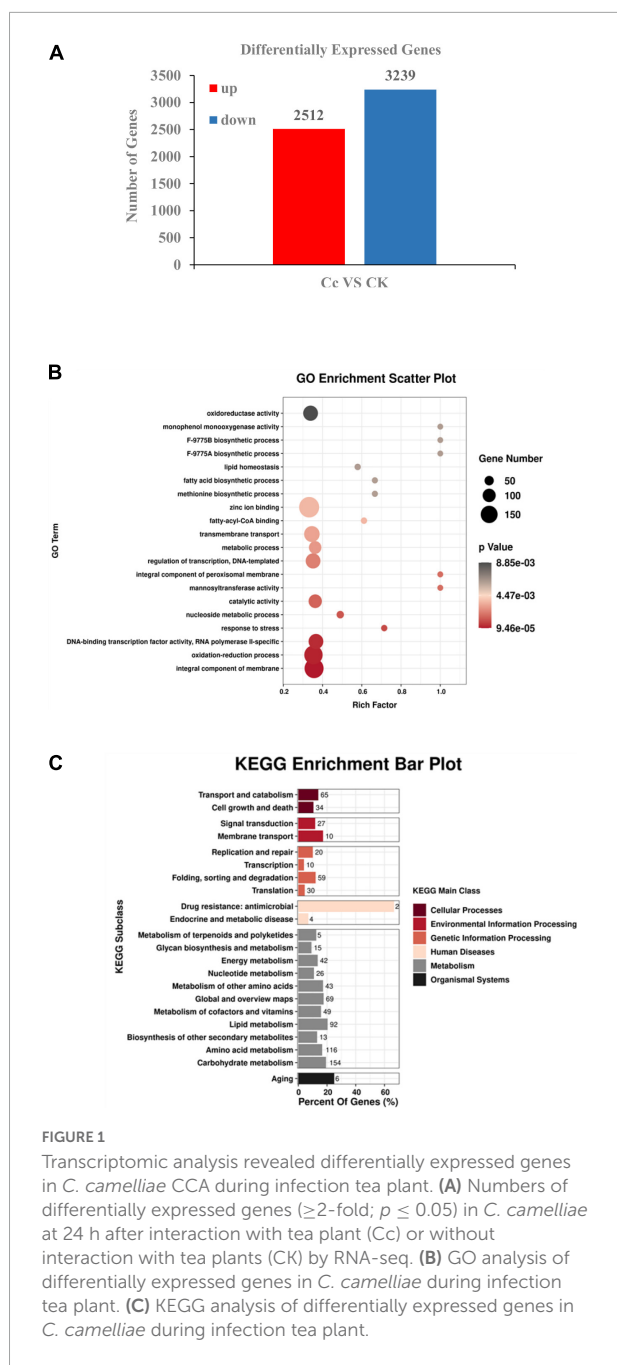 A
Differentially Expressed Genes
3500
3000
2500
2000
1500
1000
500
0
Number of Genes
up
down
2512
3239
Cc VS CK
B
GO Enrichment Scatter Plot
GO Term
oxidoreductase activity
monophenol monooxygenase activity
F-9775B biosynthetic process
F-9775A biosynthetic process
lipid homeostasis
fatty acid biosynthetic process
methionine biosynthetic process
zinc ion binding
fatty-acyl-CoA binding
transmembrane transport
metabolic process
regulation of transcription, DNA-templated
integral component of peroxisomal membrane
mannosyltransferase activity
catalytic activity
nucleoside metabolic process
response to stress
DNA-binding transcription factor activity, RNA polymerase II-specific
oxidation-reduction process
integral component of membrane
0.2 0.4 0.6 0.8 1.0
Rich Factor
Gene Number
50
100
150
p Value
8.85e-03
4.47e-03
9.46e-05
C
KEGG Enrichment Bar Plot
KEGG Subclass
Transport and catabolism 65
Cell growth and death 34
Signal transduction 27
Membrane transport 10
Replication and repair 20
Transcription 10
Folding, sorting and degradation 59
Translation 30
Drug resistance: antimicrobial 2
Endocrine and metabolic disease 4
Metabolism of terpenoids and polyketides 5
Glycan biosynthesis and metabolism 15
Energy metabolism 42
Nucleotide metabolism 26
Metabolism of other amino acids 43
Global and overview maps 69
Metabolism of cofactors and vitamins 49
Lipid metabolism 92
Biosynthesis of other secondary metabolites 13
Amino acid metabolism 116
Carbohydrate metabolism 154
Aging 6
0 20 40 60
Percent Of Genes (%)
KEGG Main Class
Cellular Processes
Environmental Information Processing
Genetic Information Processing
Human Diseases
Metabolism
Organismal Systems
FIGURE 1
Transcriptomic analysis revealed differentially expressed genes
in C. camelliae CCA during infection tea plant. (A) Numbers of
differentially expressed genes (≥2-fold; p ≤ 0.05) in C. camelliae
at 24 h after interaction with tea plant (Cc) or without
interaction with tea plants (CK) by RNA-seq. (B) GO analysis of
differentially expressed genes in C. camelliae during infection
tea plant. (C) KEGG analysis of differentially expressed genes in
C. camelliae during infection tea plant.